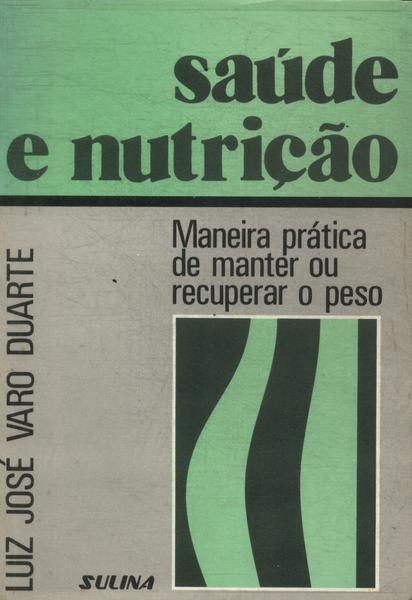 saúde
e nutrição
Maneira prática
de manter ou
recuperar o peso
LUIZ JOSÉ VARO DUARTE
SULINA